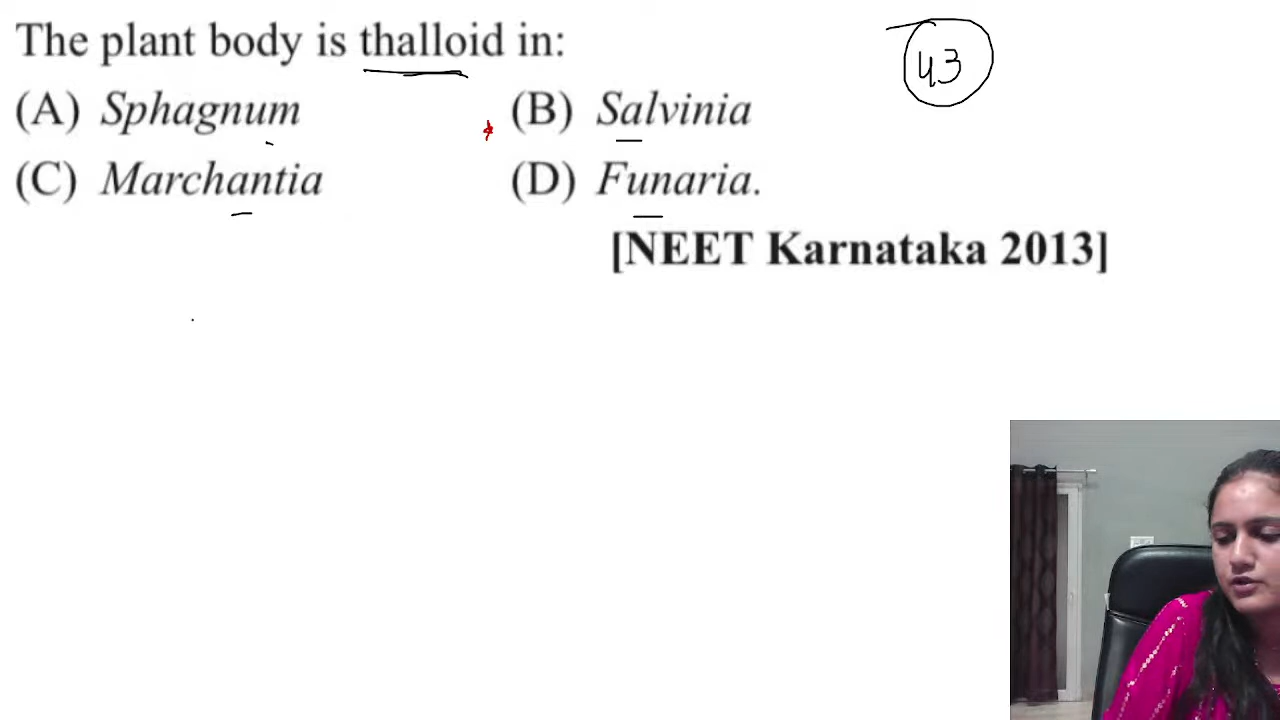 The plant body is thalloid in:
43
(A) Sphagnum (B) Salvinia
(C) Marchantia (D) Funaria.
[NEET Karnataka 2013]